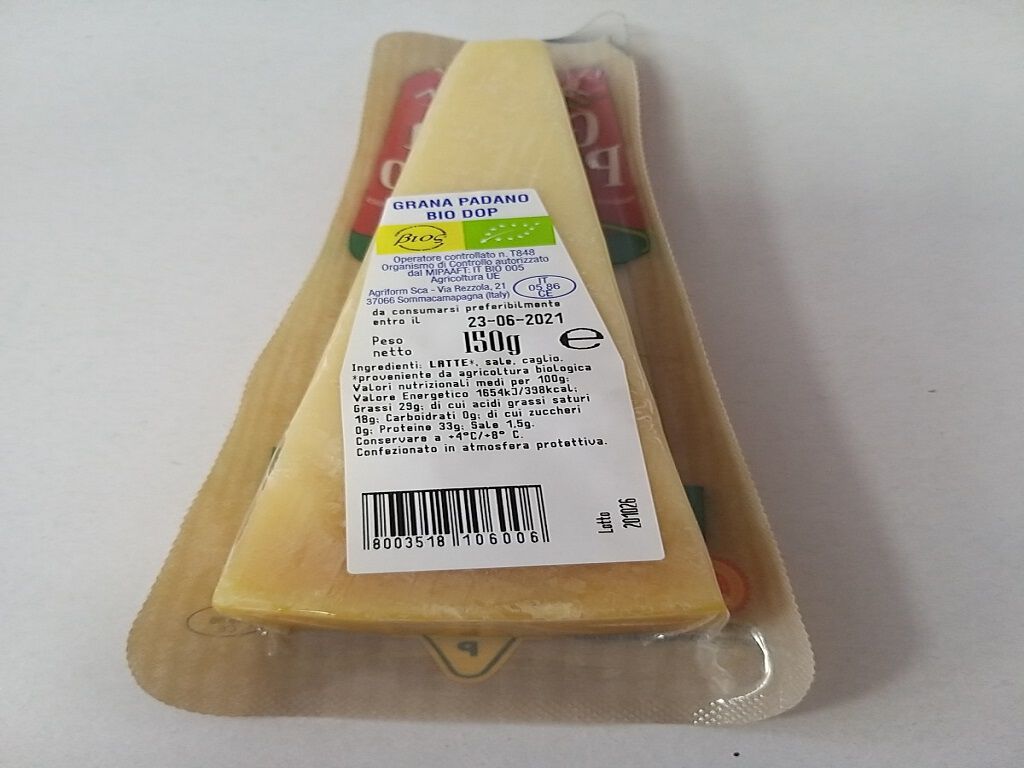 GRANA PADANO
BIO DOP
βιος
Operatore controllato n. T848
Organismo di Controllo autorizzato
dal MIPAAFT: IT BIO 005
Agricoltura UE
Agriform Sca - Via Rezzola, 21
37066 Sommacamapagna (Italy)
IT
05 86
CE
da consumarsi preferibilmente
entro il 23-06-2021
Peso
netto 150g e
Ingredienti: LATTE*, sale, caglio.
*proveniente da agricoltura biologica
Valori nutrizionali medi per 100g:
Valore Energetico 1654kJ/398kcal;
Grassi 29g; di cui acidi grassi saturi
18g; Carboidrati 0g; di cui zuccheri
0g; Proteine 33g; Sale 1.5g.
Conservare a +4°C/+8° C.
Confezionato in atmosfera protettiva.
8003518 106006
Lotto
201026
P